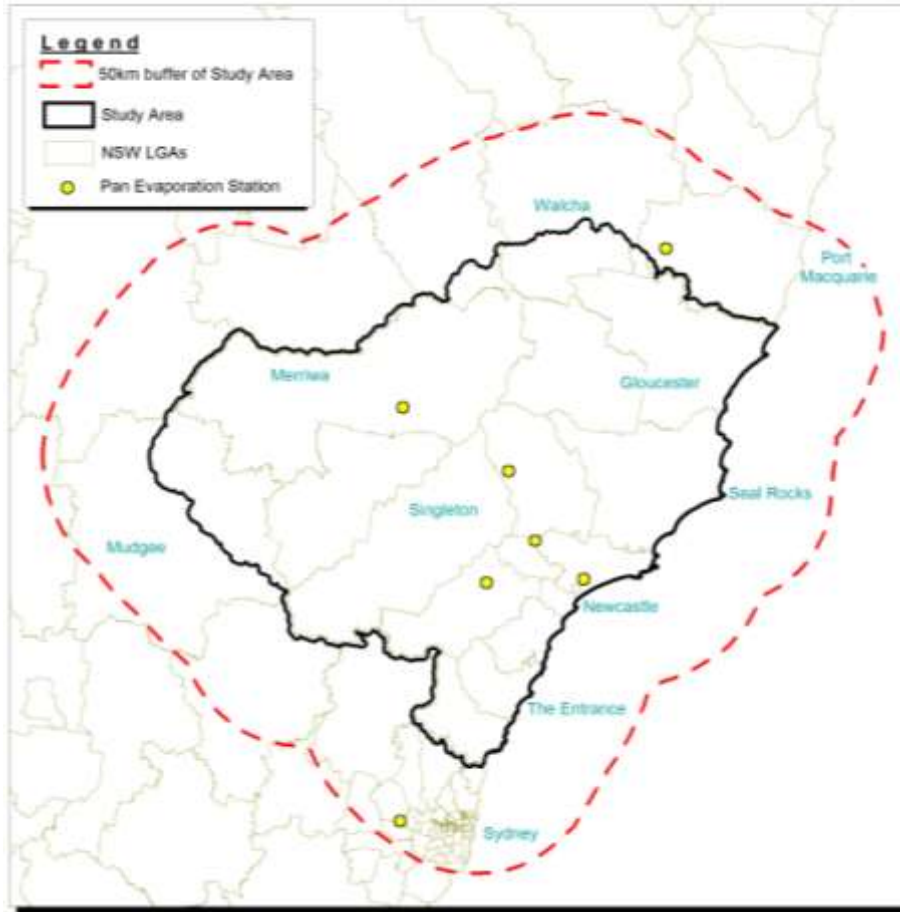 Legend
50km buffer of Study Area
Study Area
NSW LGAs
Pan Evaporation Station
Walcha
Port
Macquarie
Merriwa
Gloucester
Seal Rocks
Singleton
Mudgee
Newcastle
The Entrance
Sydney